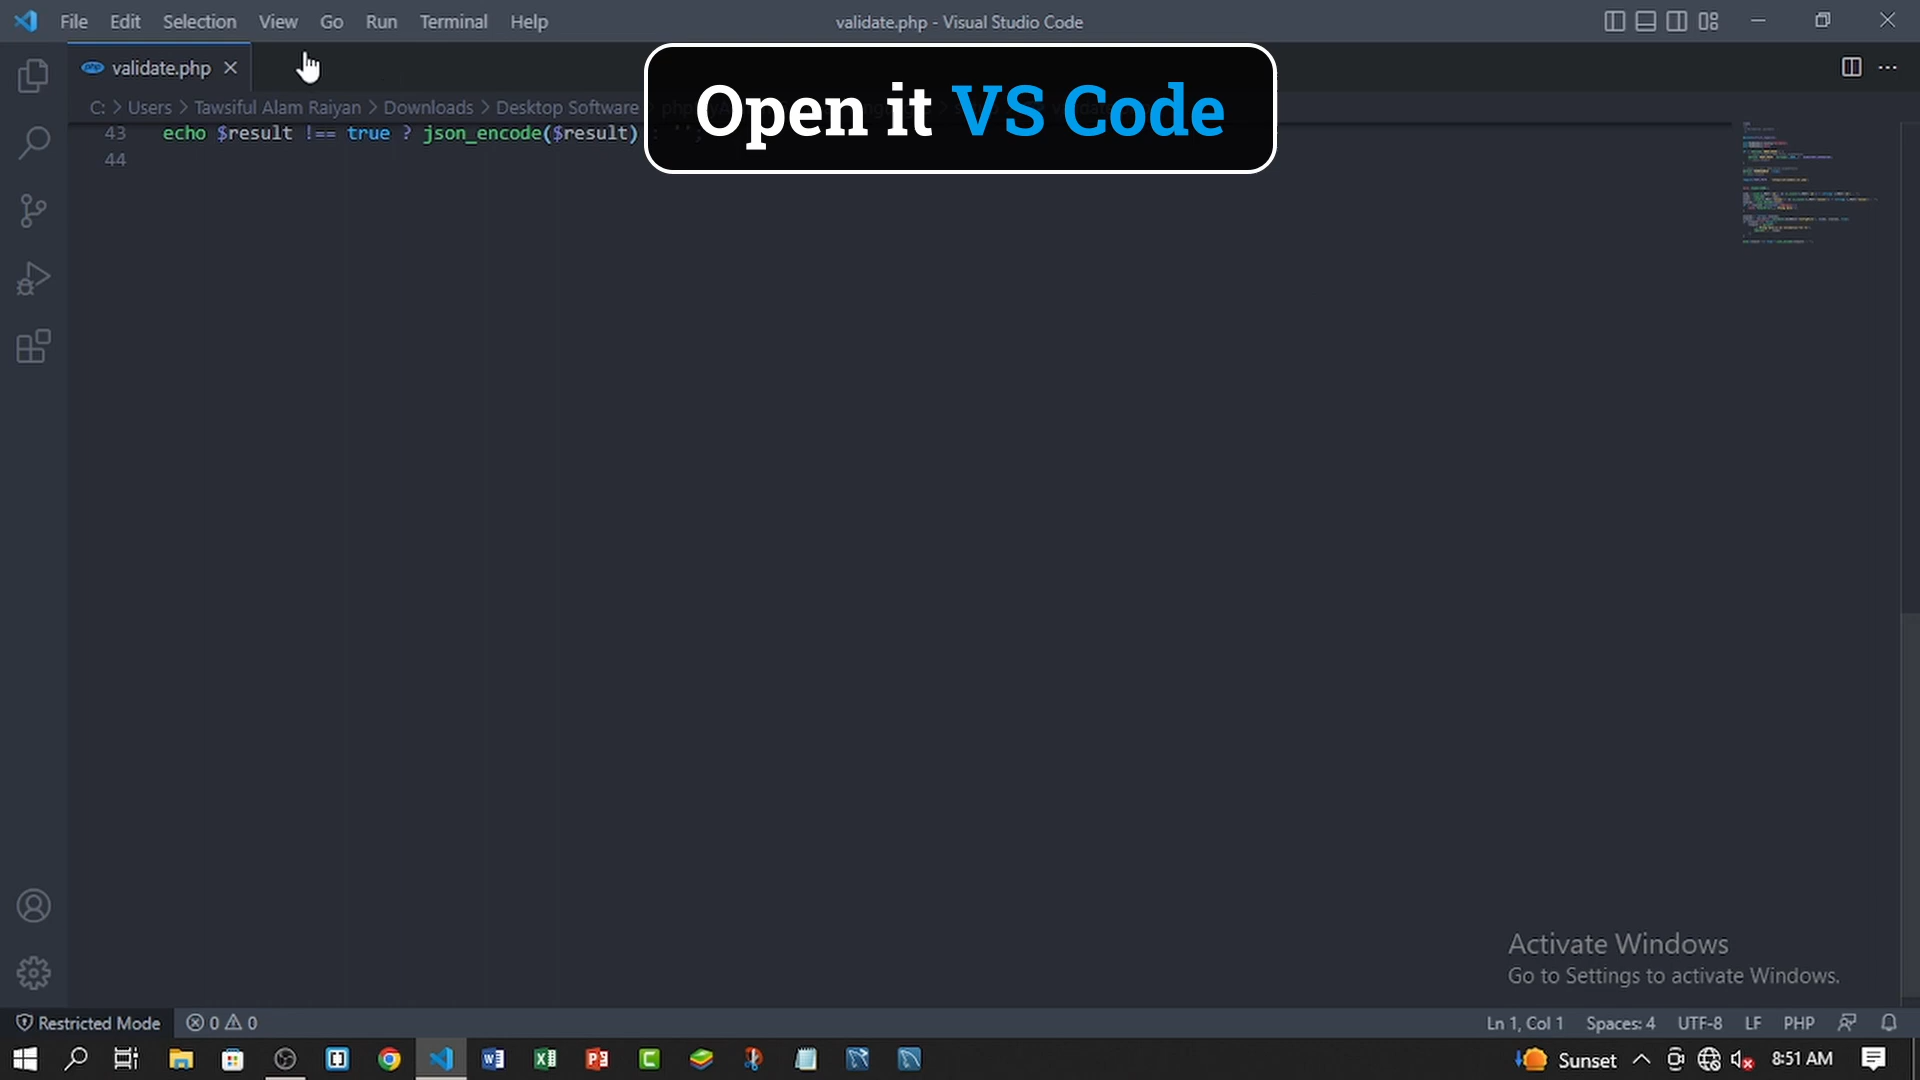 File Edit Selection View Go Run Terminal Help
validate.php - Visual Studio Code
validate.php
Open it VS Code
C: > Users > Tawsiful Alam Raiyan > Downloads > Desktop Software
43 echo $result !== true ? json_encode($result) : '';
44
Activate Windows
Go to Settings to activate Windows.
Restricted Mode 0 0 Ln 1, Col 1 Spaces: 4 UTF-8 LF PHP
Sunset 8:51 AM